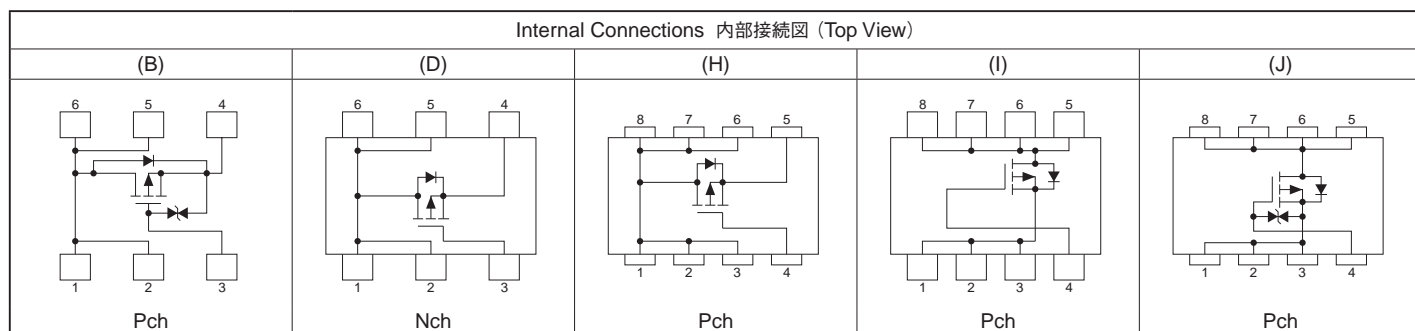 Internal Connections 内部接続図 (Top View)
(B) (D) (H) (I) (J)
6 5 4
1 2 3
Pch
6 5 4
1 2 3
Nch
8 7 6 5
1 2 3 4
Pch
8 7 6 5
1 2 3 4
Pch
8 7 6 5
1 2 3 4
Pch